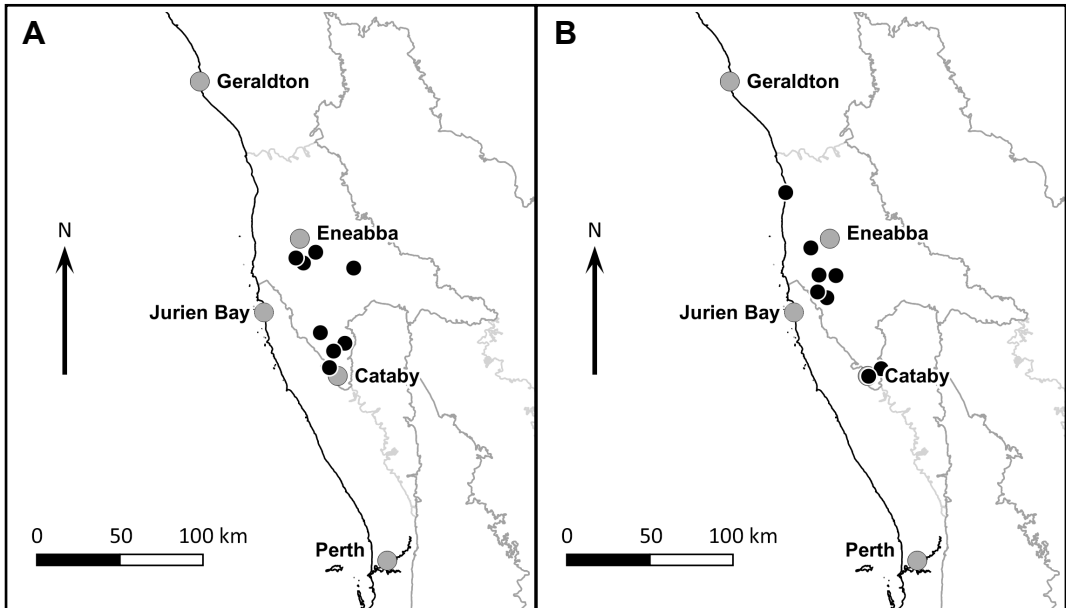 A
Geraldton
N
Eneabba
Jurien Bay
Cataby
0 50 100 km
Perth
B
Geraldton
N
Eneabba
Jurien Bay
Cataby
0 50 100 km
Perth